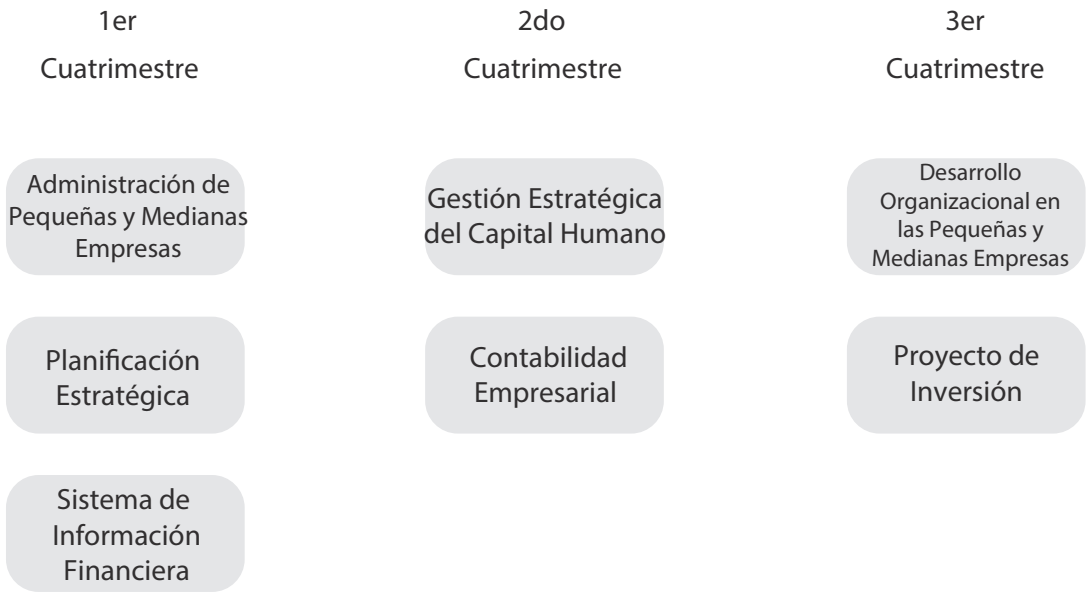 1er
Cuatrimestre
2do
Cuatrimestre
3er
Cuatrimestre
Administración de
Pequeñas y Medianas
Empresas
Gestión Estratégica
del Capital Humano
Desarrollo
Organizacional en
las Pequeñas y
Medianas Empresas
Planificación
Estratégica
Contabilidad
Empresarial
Proyecto de
Inversión
Sistema de
Información
Financiera